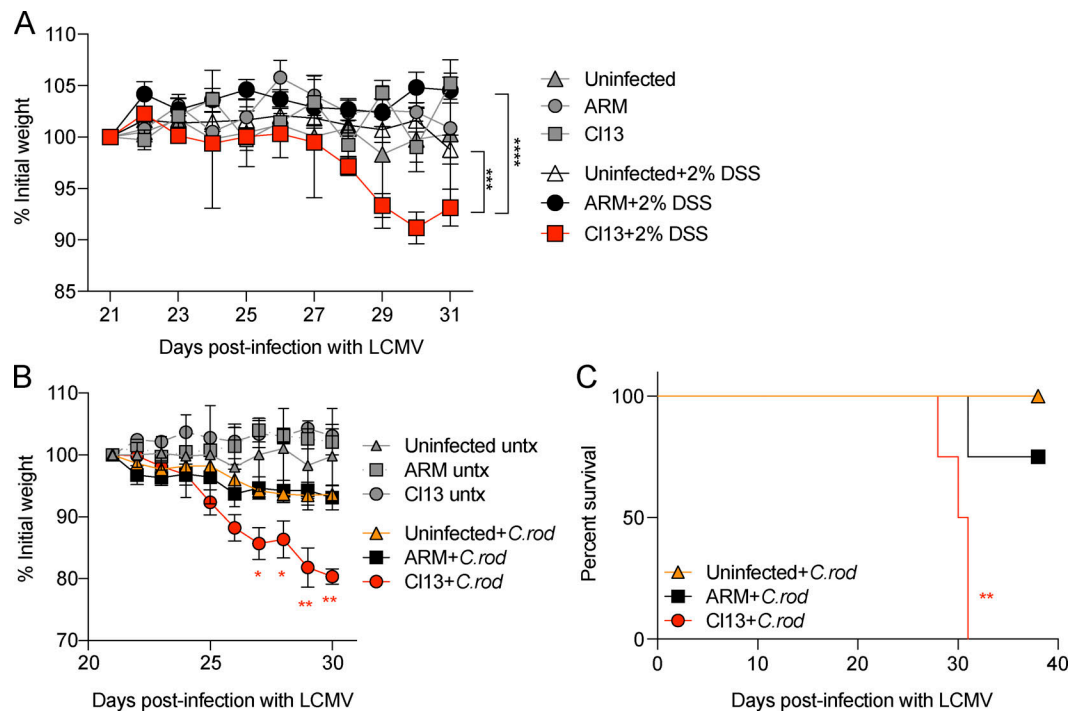 A
% Initial weight
110
105
100
95
90
85
21
23
25
27
29
31
Days post-infection with LCMV
***
****
Uninfected
ARM
Cl13
Uninfected+2% DSS
ARM+2% DSS
Cl13+2% DSS
B
% Initial weight
110
100
90
80
70
20
25
30
Days post-infection with LCMV
*
*
**
**
Uninfected untx
ARM untx
Cl13 untx
Uninfected+C.rod
ARM+C.rod
Cl13+C.rod
C
Percent survival
100
50
0
0
10
20
30
40
Days post-infection with LCMV
Uninfected+C.rod
ARM+C.rod
Cl13+C.rod
**